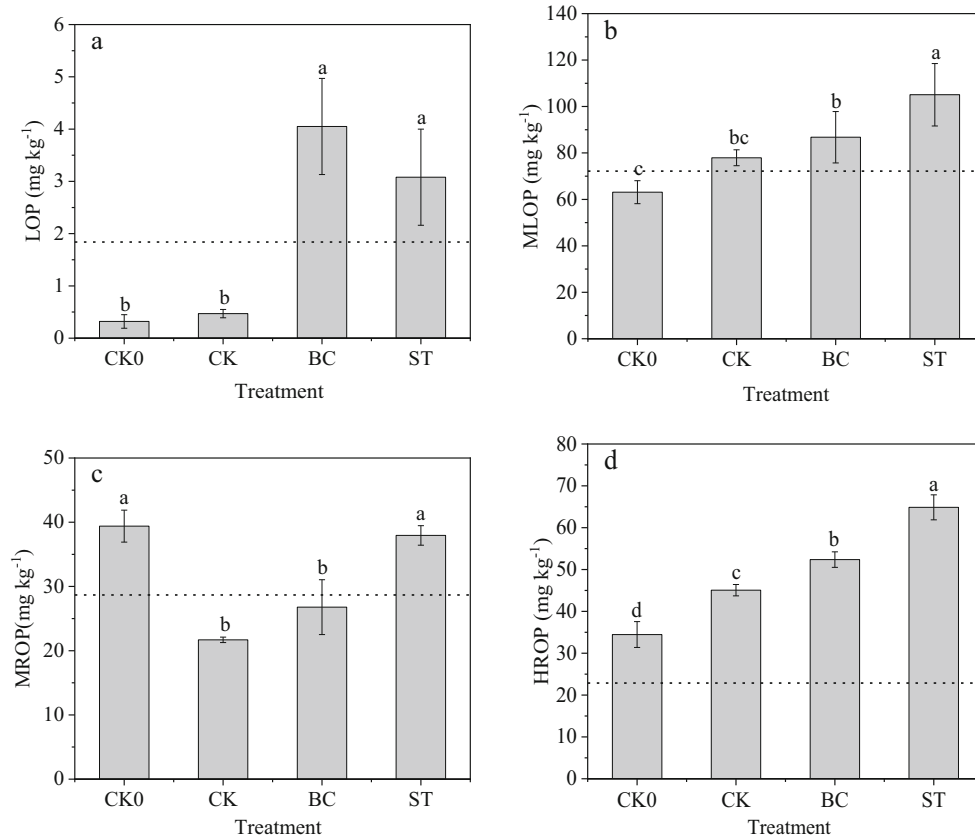 a
LOP (mg kg⁻¹)
6
5
4
3
2
1
0
b
b
a
a
CK0 CK BC ST
Treatment
b
MLOP (mg kg⁻¹)
140
120
100
80
60
40
20
0
c
bc
b
a
CK0 CK BC ST
Treatment
c
MROP(mg kg⁻¹)
50
40
30
20
10
0
a
b
b
a
CK0 CK BC ST
Treatment
d
HROP (mg kg⁻¹)
80
70
60
50
40
30
20
10
0
d
c
b
a
CK0 CK BC ST
Treatment